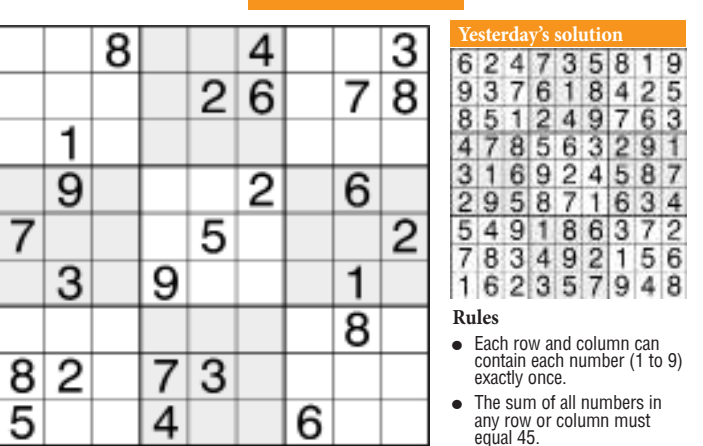 8 4 3
2 6 7 8
1
9 2 6
7 5 2
3 9 1
8
8 2 7 3
5 4 6
Yesterday's solution
6 2 4 7 3 5 8 1 9
9 3 7 6 1 8 4 2 5
8 5 1 2 4 9 7 6 3
4 7 8 5 6 3 2 9 1
3 1 6 9 2 4 5 8 7
2 9 5 8 7 1 6 3 4
5 4 9 1 8 6 3 7 2
7 8 3 4 9 2 1 5 6
1 6 2 3 5 7 9 4 8
Rules
● Each row and column can
contain each number (1 to 9)
exactly once.
● The sum of all numbers in
any row or column must
equal 45.